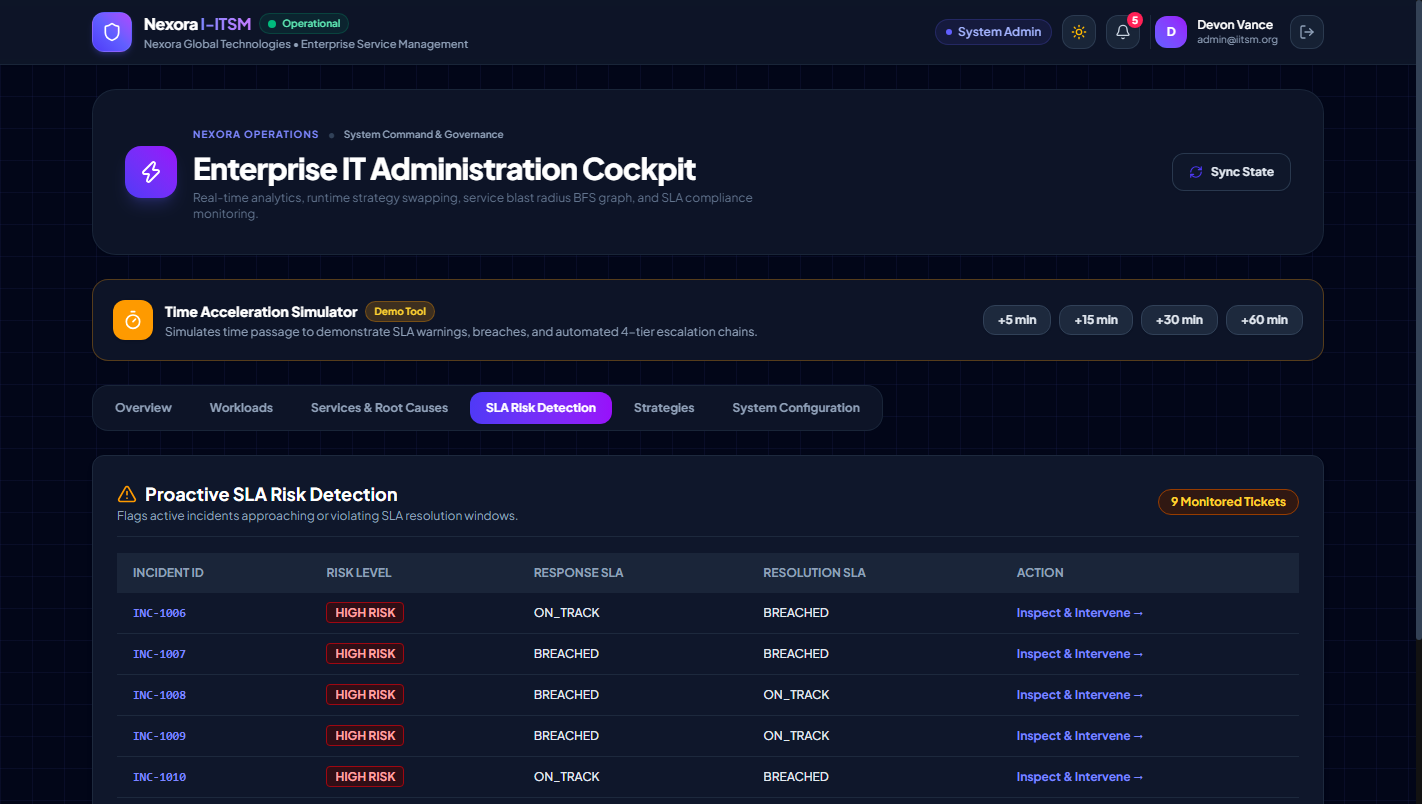 Nexora I-ITSM Operational
Nexora Global Technologies • Enterprise Service Management
System Admin
5
D
Devon Vance
admin@iitsm.org
NEXORA OPERATIONS • System Command & Governance
Enterprise IT Administration Cockpit
Real-time analytics, runtime strategy swapping, service blast radius BFS graph, and SLA compliance
monitoring.
Sync State
Time Acceleration Simulator Demo Tool
Simulates time passage to demonstrate SLA warnings, breaches, and automated 4-tier escalation chains.
+5 min +15 min +30 min +60 min
Overview Workloads Services & Root Causes SLA Risk Detection Strategies System Configuration
Proactive SLA Risk Detection
Flags active incidents approaching or violating SLA resolution windows.
9 Monitored Tickets
INCIDENT ID RISK LEVEL RESPONSE SLA RESOLUTION SLA ACTION
INC-1006 HIGH RISK ON_TRACK BREACHED Inspect & Intervene →
INC-1007 HIGH RISK BREACHED BREACHED Inspect & Intervene →
INC-1008 HIGH RISK BREACHED ON_TRACK Inspect & Intervene →
INC-1009 HIGH RISK BREACHED ON_TRACK Inspect & Intervene →
INC-1010 HIGH RISK ON_TRACK BREACHED Inspect & Intervene →